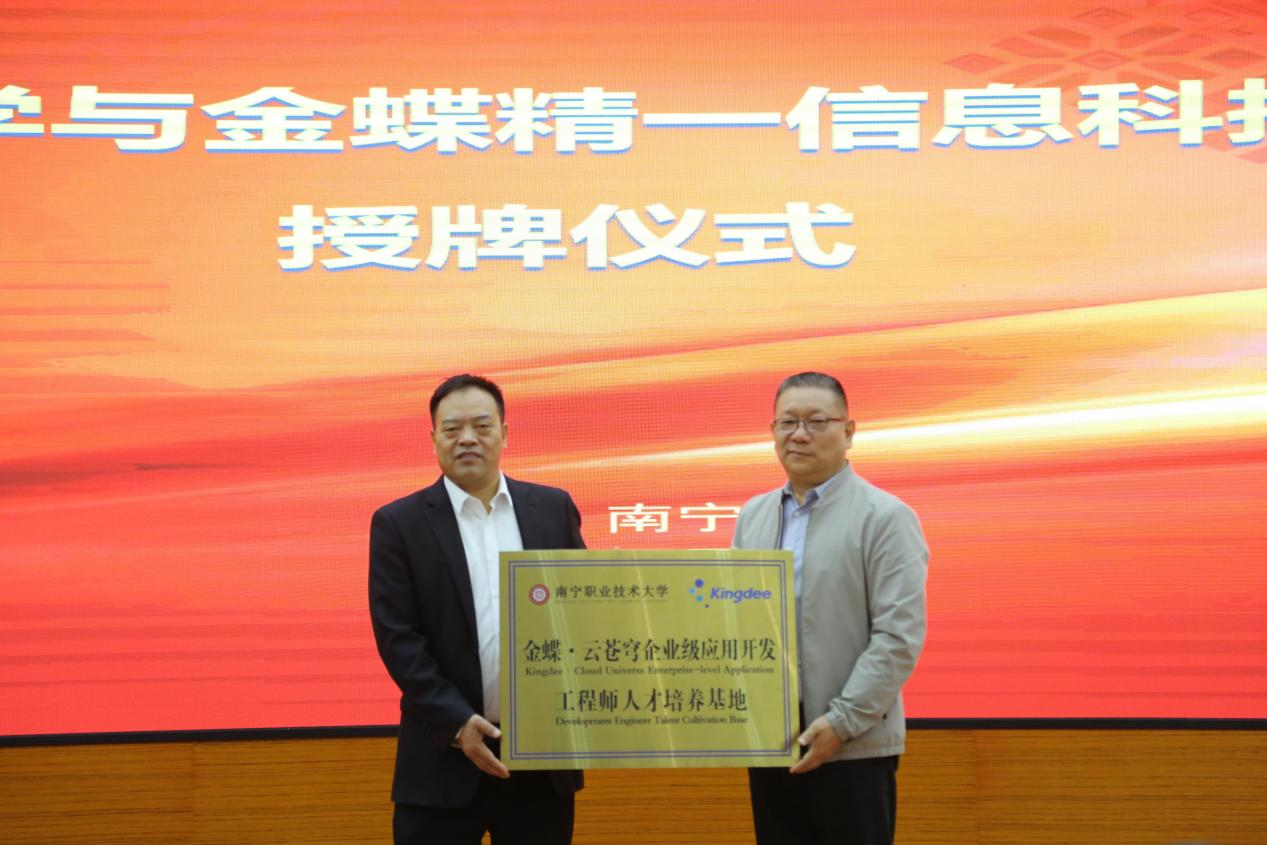 学与金蝶精一信息科技
授牌仪式
南宁
南宁职业技术大学
Kingdee
金蝶·云苍穹企业级应用开发
Kingdee · Cloud Universe Enterprise-level Application
工程师人才培养基地
Development Engineer Talent Cultivation Base